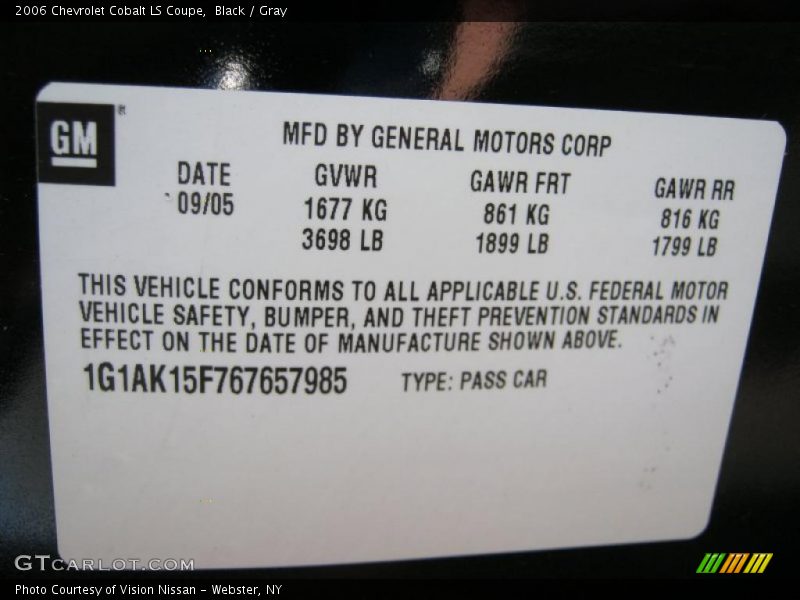 2006 Chevrolet Cobalt LS Coupe, Black / Gray
GM
MFD BY GENERAL MOTORS CORP
DATE GVWR GAWR FRT GAWR RR
09/05 1677 KG 861 KG 816 KG
3698 LB 1899 LB 1799 LB
THIS VEHICLE CONFORMS TO ALL APPLICABLE U.S. FEDERAL MOTOR
VEHICLE SAFETY, BUMPER, AND THEFT PREVENTION STANDARDS IN
EFFECT ON THE DATE OF MANUFACTURE SHOWN ABOVE.
1G1AK15F767657985 TYPE: PASS CAR
GTCARLOT.COM
Photo Courtesy of Vision Nissan - Webster, NY